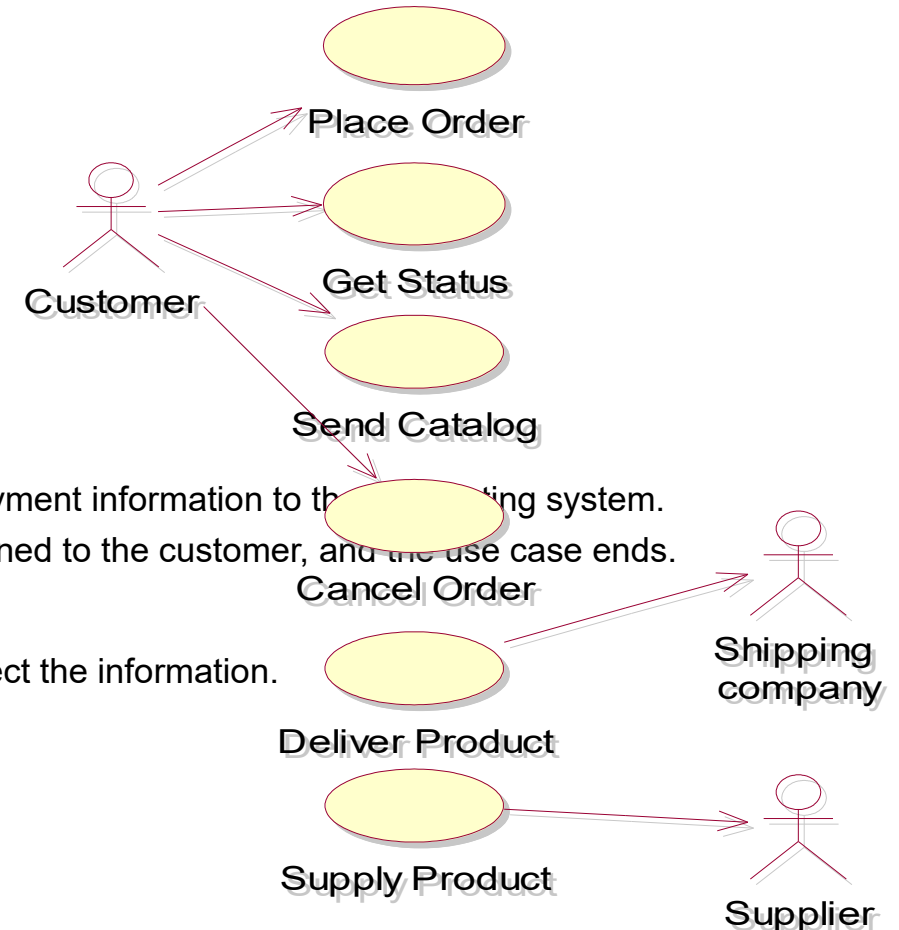 Place Order
Get Status
Customer
Send Catalog
yment information to th ting system.
ned to the customer, and the use case ends.
Cancel Order
Shipping
company
ect the information.
Deliver Product
Supply Product
Supplier